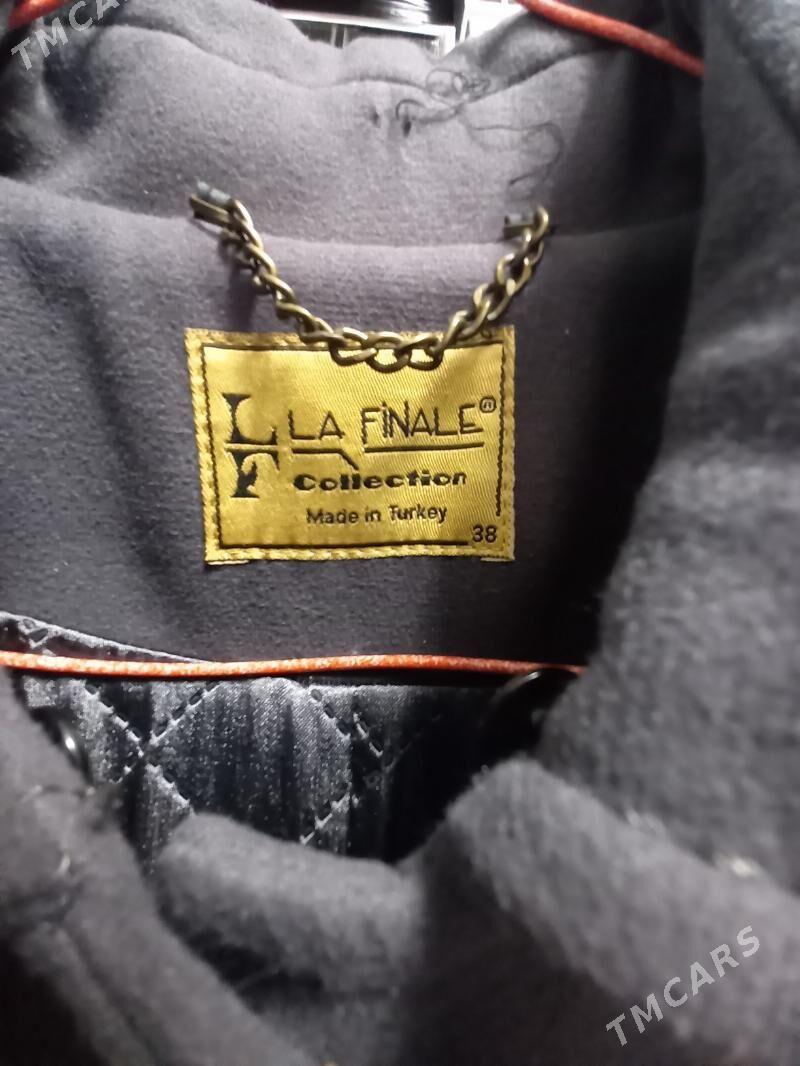 TMCARS
LF LA FiNALE®
Collection
Made in Turkey
38
TMCARS